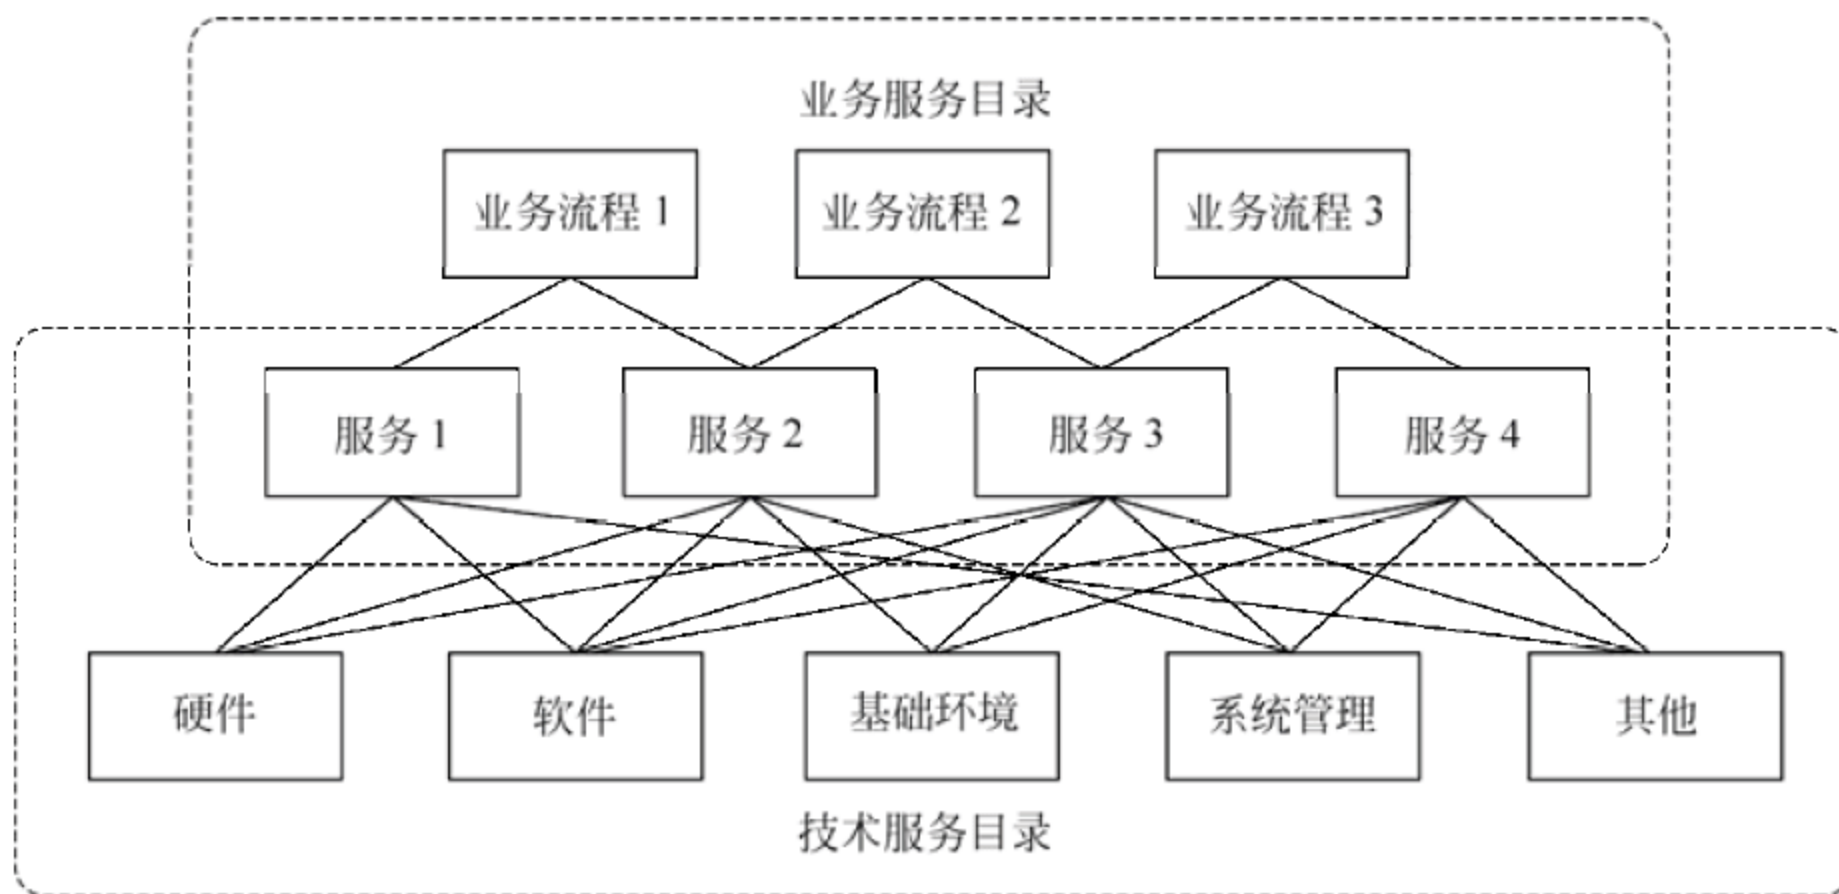 业务服务目录
业务流程 1 业务流程 2 业务流程 3
服务 1 服务 2 服务 3 服务 4
硬件 软件 基础环境 系统管理 其他
技术服务目录